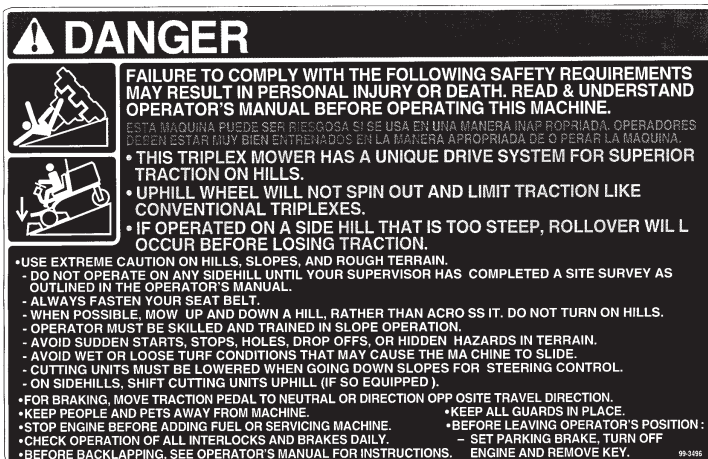 DANGER
FAILURE TO COMPLY WITH THE FOLLOWING SAFETY REQUIREMENTS
MAY RESULT IN PERSONAL INJURY OR DEATH. READ & UNDERSTAND
OPERATOR'S MANUAL BEFORE OPERATING THIS MACHINE.
ESTA MAQUINA PUEDE SER RIESGOSA SI SE USA EN UNA MANERA INAP ROPRIADA. OPERADORES
DEBEN ESTAR MUY BIEN ENTRENADOS EN LA MANERA APROPRIADA DE O PERAR LA MAQUINA.
• THIS TRIPLEX MOWER HAS A UNIQUE DRIVE SYSTEM FOR SUPERIOR
TRACTION ON HILLS.
• UPHILL WHEEL WILL NOT SPIN OUT AND LIMIT TRACTION LIKE
CONVENTIONAL TRIPLEXES.
• IF OPERATED ON A SIDE HILL THAT IS TOO STEEP, ROLLOVER WIL L
OCCUR BEFORE LOSING TRACTION.
•USE EXTREME CAUTION ON HILLS, SLOPES, AND ROUGH TERRAIN.
- DO NOT OPERATE ON ANY SIDEHILL UNTIL YOUR SUPERVISOR HAS COMPLETED A SITE SURVEY AS
OUTLINED IN THE OPERATOR'S MANUAL.
- ALWAYS FASTEN YOUR SEAT BELT.
- WHEN POSSIBLE, MOW UP AND DOWN A HILL, RATHER THAN ACRO SS IT. DO NOT TURN ON HILLS.
- OPERATOR MUST BE SKILLED AND TRAINED IN SLOPE OPERATION.
- AVOID SUDDEN STARTS, STOPS, HOLES, DROP OFFS, OR HIDDEN HAZARDS IN TERRAIN.
- AVOID WET OR LOOSE TURF CONDITIONS THAT MAY CAUSE THE MA CHINE TO SLIDE.
- CUTTING UNITS MUST BE LOWERED WHEN GOING DOWN SLOPES FOR STEERING CONTROL.
- ON SIDEHILLS, SHIFT CUTTING UNITS UPHILL (IF SO EQUIPPED ).
•FOR BRAKING, MOVE TRACTION PEDAL TO NEUTRAL OR DIRECTION OPP OSITE TRAVEL DIRECTION.
•KEEP PEOPLE AND PETS AWAY FROM MACHINE.
•STOP ENGINE BEFORE ADDING FUEL OR SERVICING MACHINE.
•CHECK OPERATION OF ALL INTERLOCKS AND BRAKES DAILY.
•BEFORE BACKLAPPING, SEE OPERATOR'S MANUAL FOR INSTRUCTIONS.
•KEEP ALL GUARDS IN PLACE.
•BEFORE LEAVING OPERATOR'S POSITION :
– SET PARKING BRAKE, TURN OFF
ENGINE AND REMOVE KEY.
99-3496